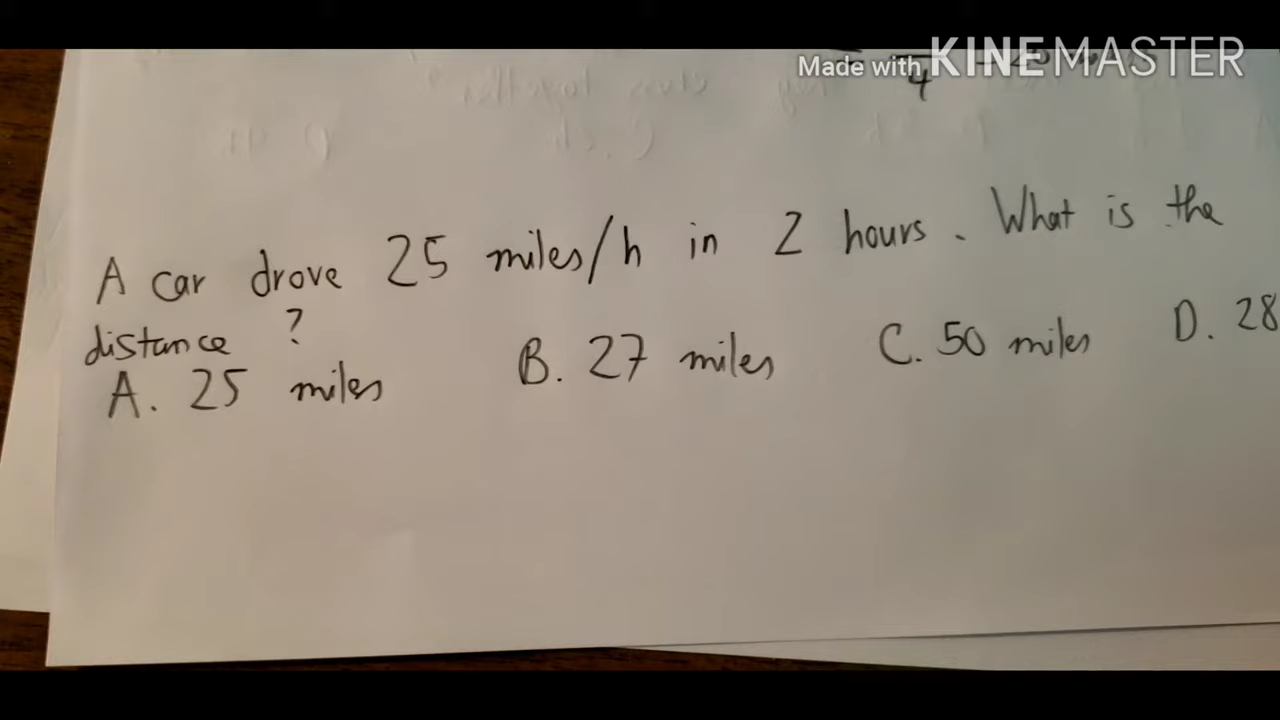 Made with KINEMASTER
4
A car drove 25 miles/h in 2 hours. What is the
distance ?
A. 25 miles B. 27 miles C. 50 miles D. 28